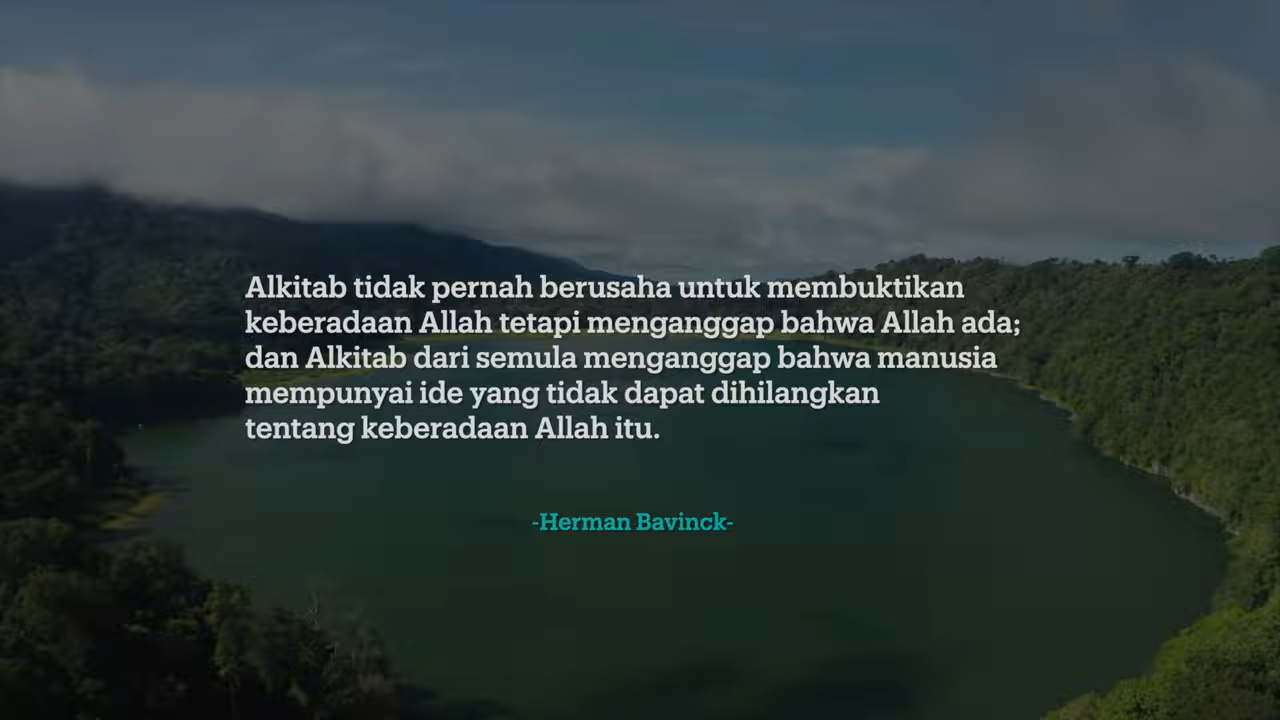 Alkitab tidak pernah berusaha untuk membuktikan
keberadaan Allah tetapi menganggap bahwa Allah ada;
dan Alkitab dari semula menganggap bahwa manusia
mempunyai ide yang tidak dapat dihilangkan
tentang keberadaan Allah itu.
-Herman Bavinck-